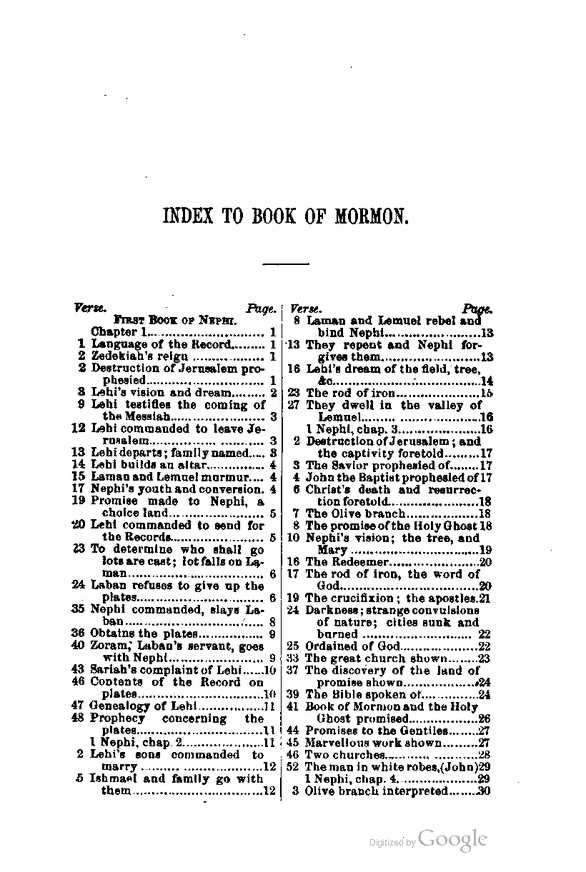 INDEX TO BOOK OF MORMON.
Verse. Page.
FIRST BOOK OF NEPHI.
Chapter 1........................... 1
1 Language of the Record........ 1
2 Zedekiah's reign ................. 1
2 Destruction of Jerusalem pro-
phesied............................ 1
8 Lehi's vision and dream........ 2
9 Lehi testifies the coming of
the Messiah...................... 3
12 Lehi commanded to leave Je-
rusalem........................... 3
13 Lehi departs; family named.... 3
14 Lehi builds an altar.............. 4
15 Laman and Lemuel murmur.... 4
17 Nephi's youth and conversion. 4
19 Promise made to Nephi, a
choice land...................... 5
20 Lehi commanded to send for
the Records...................... 5
23 To determine who shall go
lots are cast; lot falls on La-
man................................ 6
24 Laban refuses to give up the
plates.............................. 6
35 Nephi commanded, slays La-
ban................................ 8
36 Obtains the plates............... 9
40 Zoram, Laban's servant, goes
with Nephi....................... 9
43 Sariah's complaint of Lehi......10
46 Contents of the Record on
plates..............................10
47 Genealogy of Lehi...............11
48 Prophecy concerning the
plates..............................11
1 Nephi, chap. 2....................11
2 Lehi's sons commanded to
marry .............................12
5 Ishmael and family go with
them...............................12
Verse. Page.
8 Laman and Lemuel rebel and
bind Nephi.......................13
13 They repent and Nephi for-
gives them.......................13
16 Lehi's dream of the field, tree,
&c..................................14
23 The rod of iron...................15
27 They dwell in the valley of
Lemuel............................16
1 Nephi, chap. 3....................16
2 Destruction of Jerusalem; and
the captivity foretold.........17
3 The Savior prophesied of.......17
4 John the Baptist prophesied of 17
6 Christ's death and resurrec-
tion foretold.....................18
7 The Olive branch.................18
8 The promise of the Holy Ghost 18
10 Nephi's vision; the tree, and
Mary ..............................19
16 The Redeemer.....................20
17 The rod of iron, the word of
God................................20
19 The crucifixion; the apostles.21
24 Darkness; strange convulsions
of nature; cities sunk and
burned ........................... 22
25 Ordained of God..................22
33 The great church shown........23
37 The discovery of the land of
promise shown..................24
39 The Bible spoken of..............24
41 Book of Mormon and the Holy
Ghost promised.................26
44 Promises to the Gentiles........27
45 Marvellous work shown.........27
46 Two churches.....................28
52 The man in white robes,(John)29
1 Nephi, chap. 4....................29
3 Olive branch interpreted........30
Digitized by Google